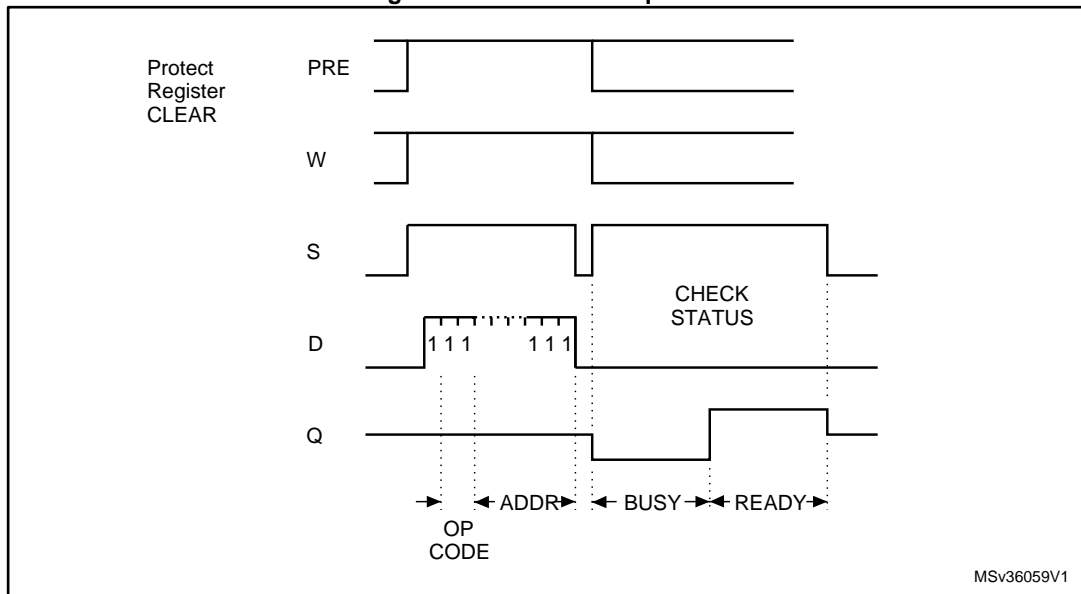 Protect
Register
CLEAR
PRE
W
S
CHECK
STATUS
D
1 1 1 1 1 1
Q
ADDR BUSY READY
OP
CODE
MSv36059V1